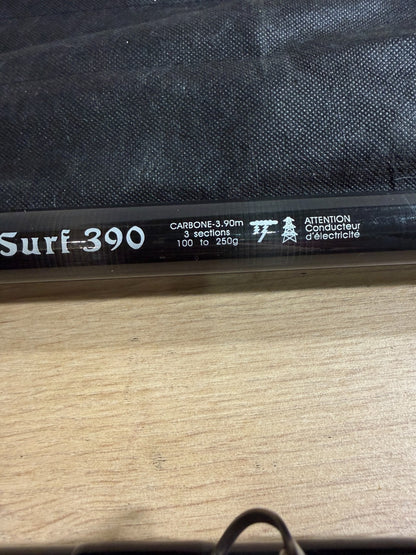 Surf-390
CARBONE-3.90m
3 sections
100 to 250g
ATTENTION
Conducteur
d'électricité